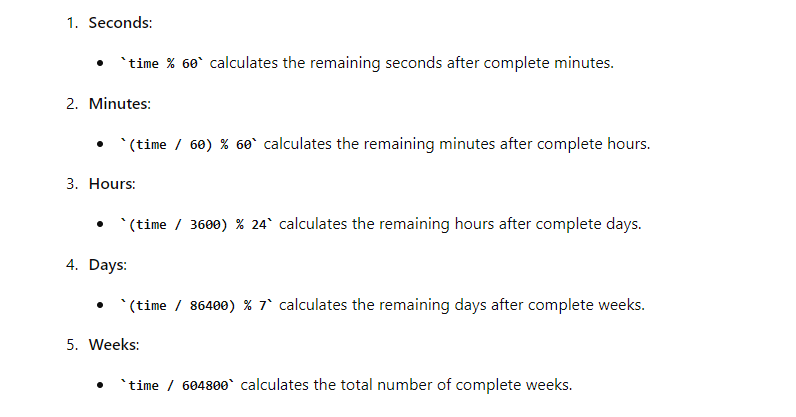 1. Seconds:
• `time % 60` calculates the remaining seconds after complete minutes.
2. Minutes:
• `(time / 60) % 60` calculates the remaining minutes after complete hours.
3. Hours:
• `(time / 3600) % 24` calculates the remaining hours after complete days.
4. Days:
• `(time / 86400) % 7` calculates the remaining days after complete weeks.
5. Weeks:
• `time / 604800` calculates the total number of complete weeks.